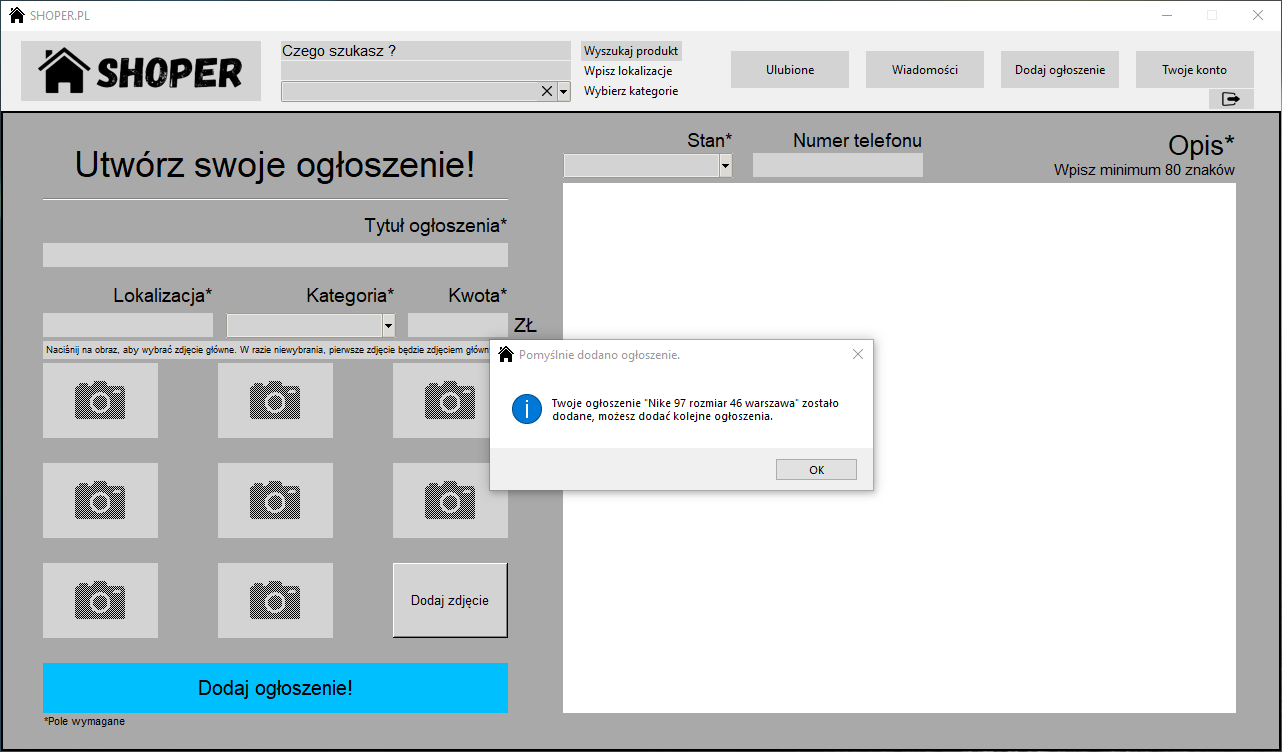 SHOPER.PL
SHOPER
Czego szukasz ?
Wyszukaj produkt
Wpisz lokalizacje
Wybierz kategorie
Ulubione
Wiadomości
Dodaj ogłoszenie
Twoje konto
Utwórz swoje ogłoszenie!
Tytuł ogłoszenia*
Lokalizacja*
Kategoria*
Kwota*
ZŁ
Naciśnij na obraz, aby wybrać zdjęcie główne. W razie niewybrania, pierwsze zdjęcie będzie zdjęciem główn
Dodaj zdjęcie
Dodaj ogłoszenie!
*Pole wymagane
Stan*
Numer telefonu
Opis*
Wpisz minimum 80 znaków
Pomyślnie dodano ogłoszenie.
Twoje ogłoszenie "Nike 97 rozmiar 46 warszawa" zostało
dodane, możesz dodać kolejne ogłoszenia.
OK